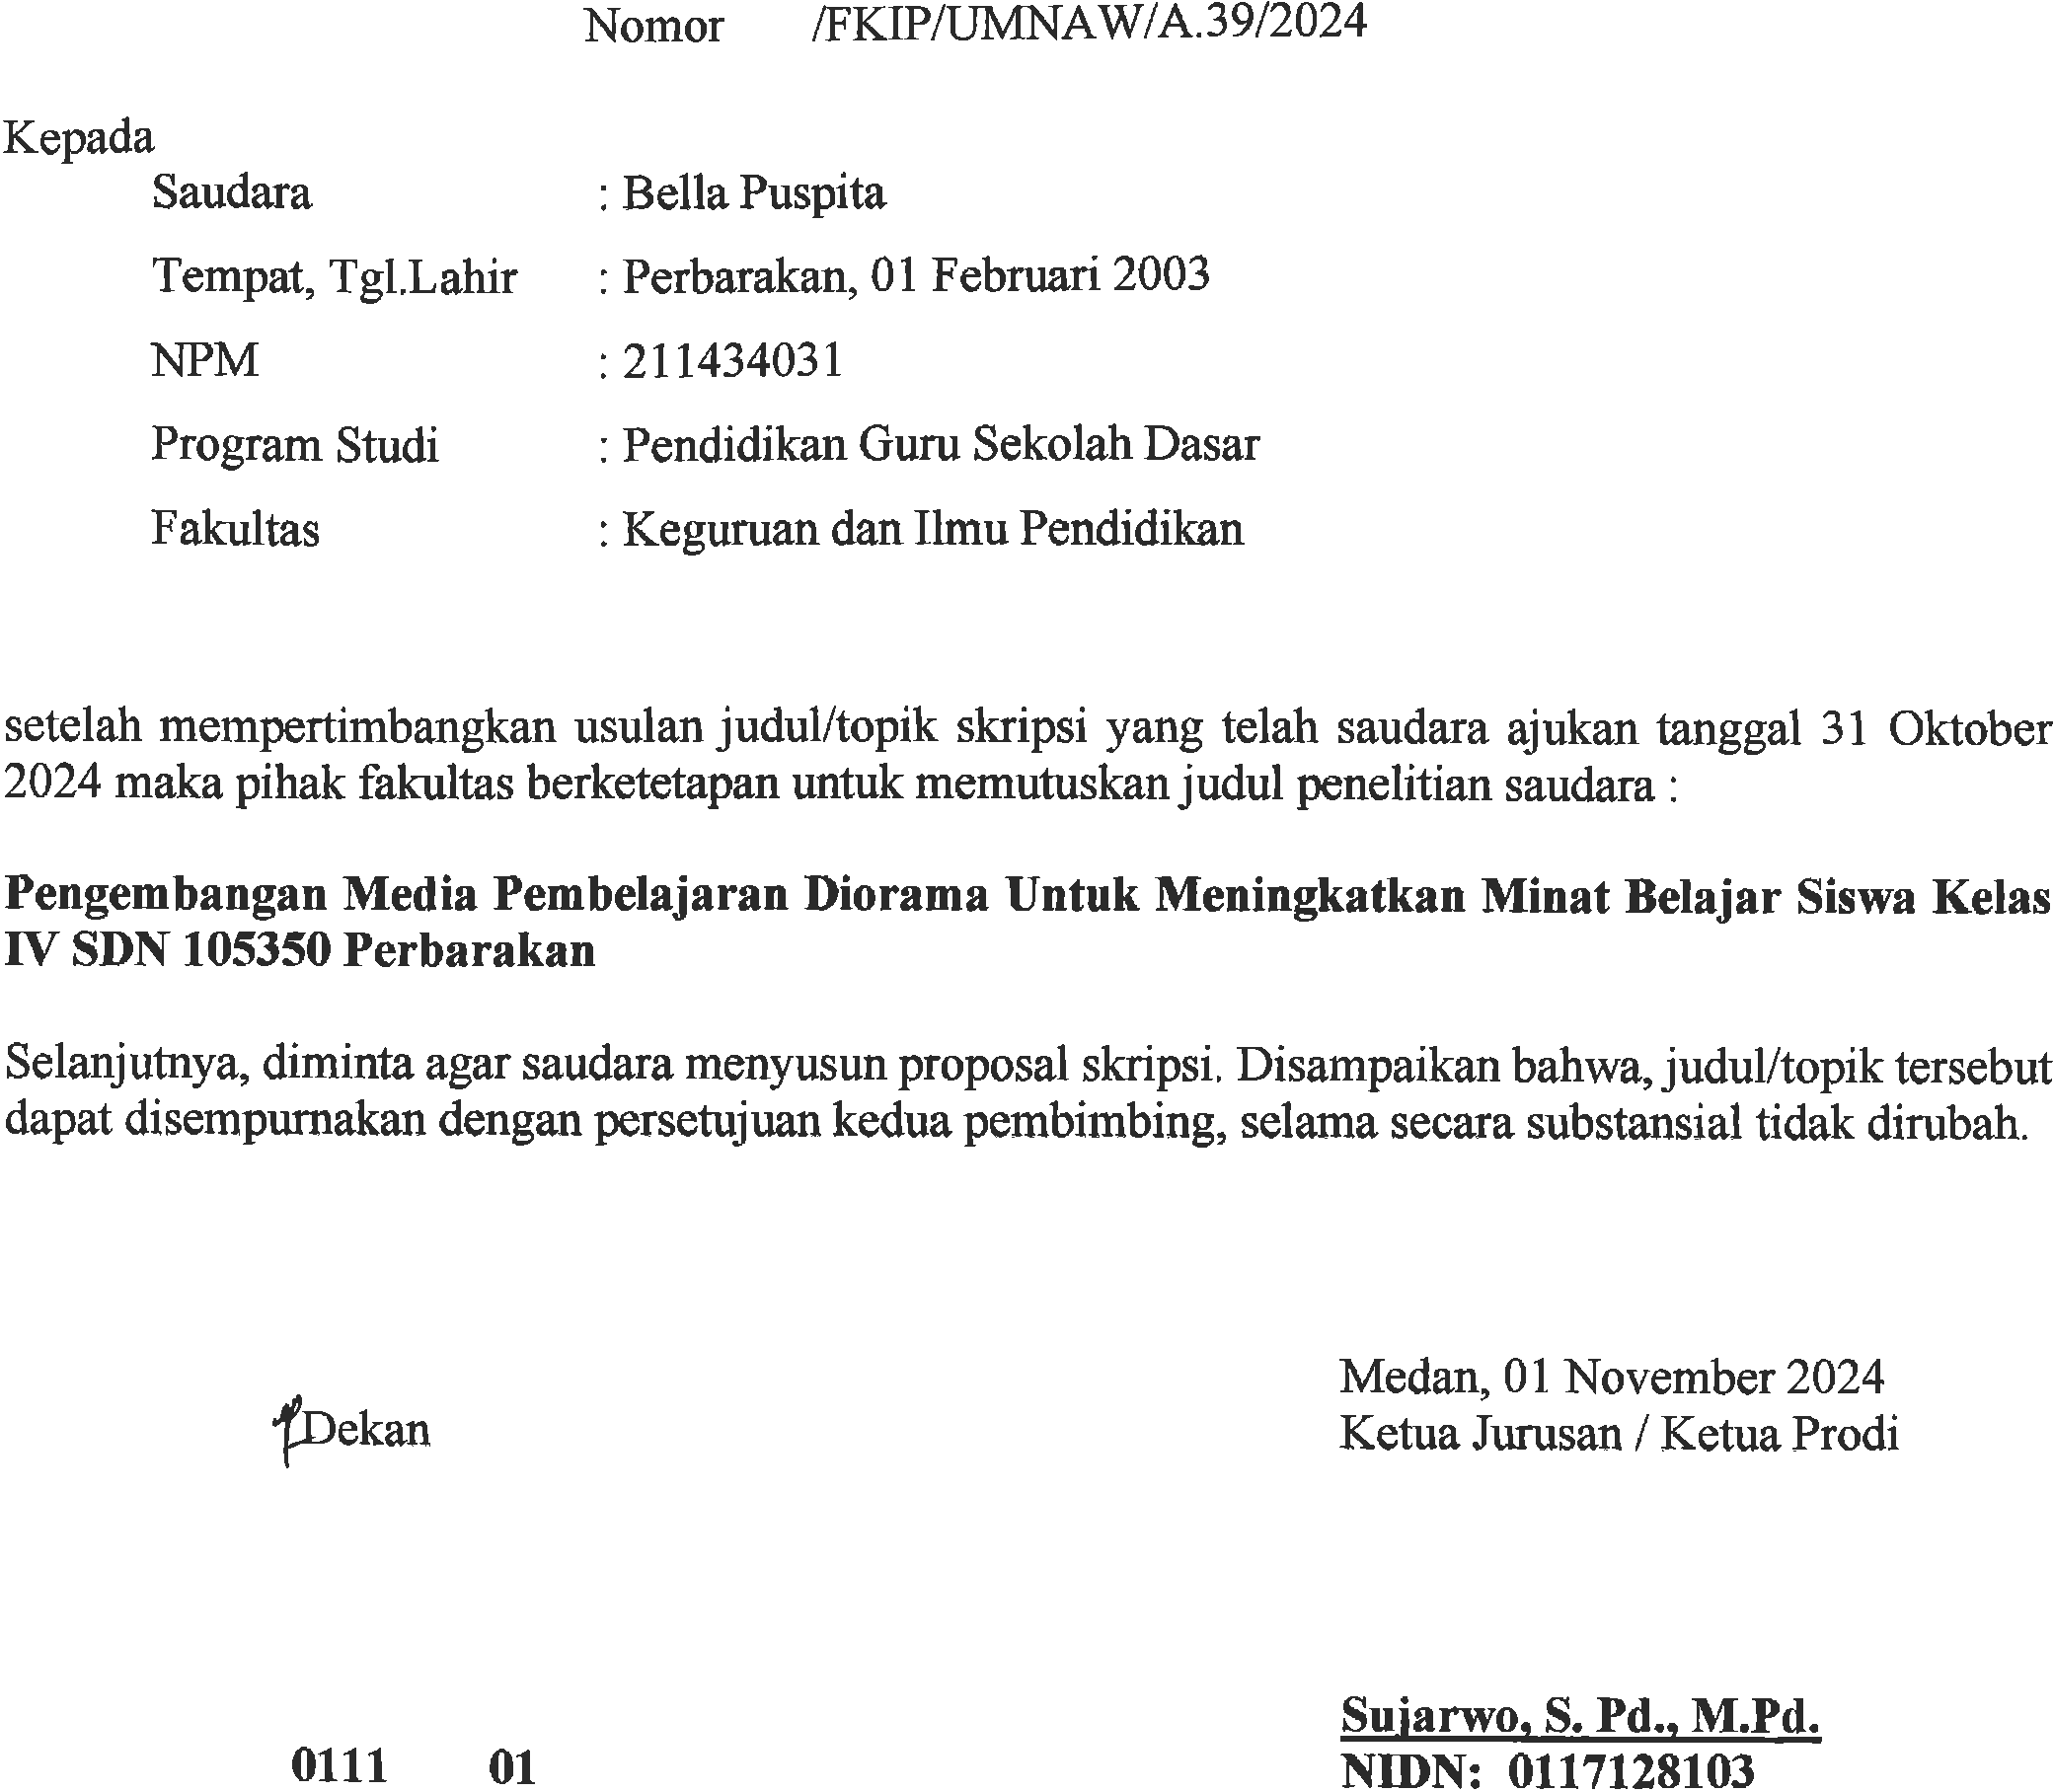 Nomor /FKIP/UMNAW/A.39/2024
Kepada
Saudara : Bella Puspita
Tempat, Tgl.Lahir : Perbarakan, 01 Februari 2003
NPM : 211434031
Program Studi : Pendidikan Guru Sekolah Dasar
Fakultas : Keguruan dan Ilmu Pendidikan
setelah mempertimbangkan usulan judul/topik skripsi yang telah saudara ajukan tanggal 31 Oktober
2024 maka pihak fakultas berketetapan untuk memutuskan judul penelitian saudara :
Pengembangan Media Pembelajaran Diorama Untuk Meningkatkan Minat Belajar Siswa Kelas
IV SDN 105350 Perbarakan
Selanjutnya, diminta agar saudara menyusun proposal skripsi. Disampaikan bahwa, judul/topik tersebut
dapat disempurnakan dengan persetujuan kedua pembimbing, selama secara substansial tidak dirubah.
Medan, 01 November 2024
Dekan Ketua Jurusan / Ketua Prodi
Sujarwo, S. Pd., M.Pd.
0111 01 NIDN: 0117128103